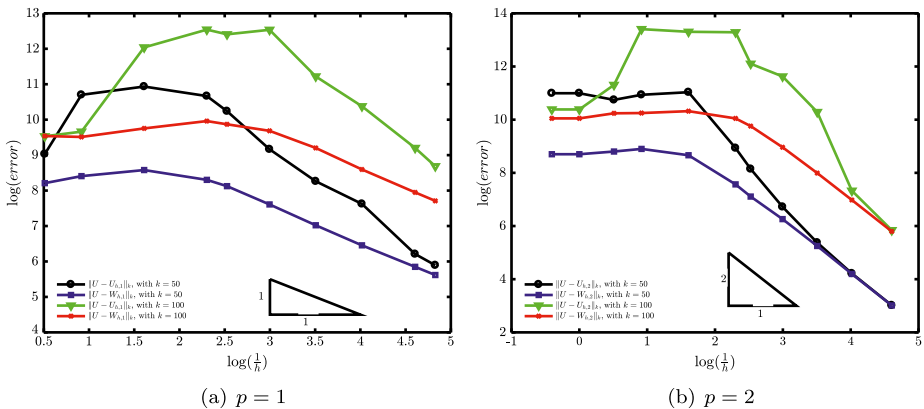 13
12
11
10
9
8
7
6
5
4
log(error)
0.5 1 1.5 2 2.5 3 3.5 4 4.5 5
log(1/h)
‖U − U_{h,1}‖_k, with k = 50
‖U − W_{h,1}‖_k, with k = 50
‖U − U_{h,1}‖_k, with k = 100
‖U − W_{h,1}‖_k, with k = 100
1
1
(a) p = 1
14
12
10
8
6
4
2
log(error)
-1 0 1 2 3 4 5
log(1/h)
‖U − U_{h,2}‖_k, with k = 50
‖U − W_{h,2}‖_k, with k = 50
‖U − U_{h,2}‖_k, with k = 100
‖U − W_{h,2}‖_k, with k = 100
2
1
(b) p = 2